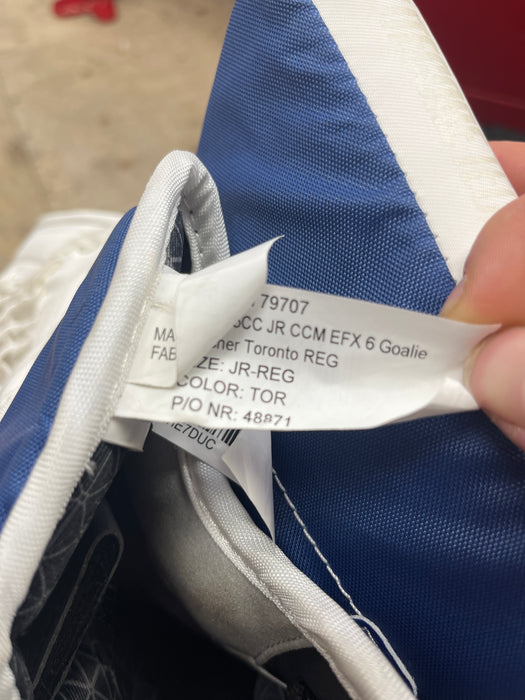 79707
CC JR CCM EFX 6 Goalie
her Toronto REG
ZE: JR-REG
COLOR: TOR
P/O NR: 48871
MA
FAB
E7DUC